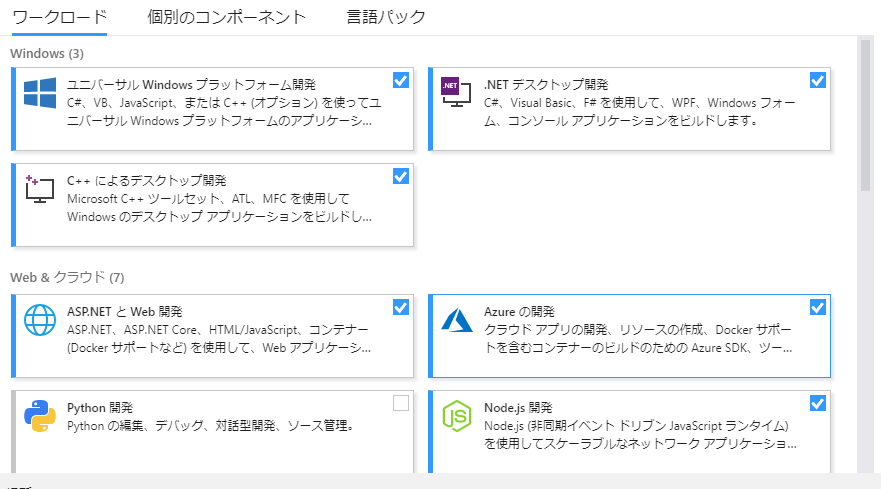 ワークロード 個別のコンポーネント 言語パック
Windows (3)
ユニバーサル Windows プラットフォーム開発
C#、VB、JavaScript、または C++ (オプション) を使ってユ
ニバーサル Windows プラットフォームのアプリケーシ...
.NET
.NET デスクトップ開発
C#、Visual Basic、F# を使用して、WPF、Windows フォー
ム、コンソール アプリケーションをビルドします。
C++ によるデスクトップ開発
Microsoft C++ ツールセット、ATL、MFC を使用して
Windows のデスクトップ アプリケーションをビルドし...
Web & クラウド (7)
ASP.NET と Web 開発
ASP.NET、ASP.NET Core、HTML/JavaScript、コンテナー
(Docker サポートなど) を使用して、Web アプリケーシ...
Azure の開発
クラウド アプリの開発、リソースの作成、Docker サポー
トを含むコンテナーのビルドのための Azure SDK、ツー...
Python 開発
Python の編集、デバッグ、対話型開発、ソース管理。
JS
Node.js 開発
Node.js (非同期イベント ドリブン JavaScript ランタイム)
を使用してスケーラブルなネットワーク アプリケーショ...